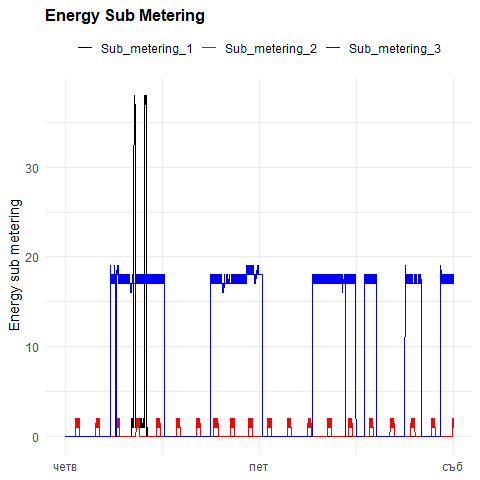 Energy Sub Metering
Sub_metering_1 Sub_metering_2 Sub_metering_3
Energy sub metering
30
20
10
0
четв пет съб